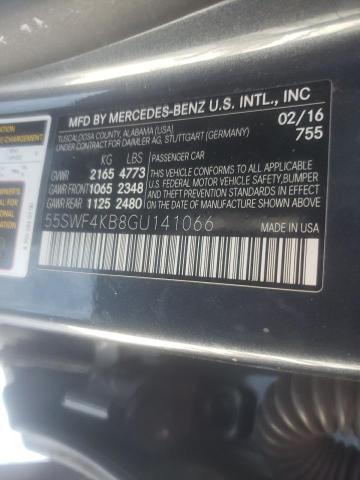 MFD BY MERCEDES-BENZ U.S. INTL., INC
TUSCALOOSA COUNTY, ALABAMA (USA),
UNDER CONTRACT FOR DAIMLER AG, STUTTGART (GERMANY)
02/16
755
KG LBS
GVWR 2165 4773
GAWR FRONT 1065 2348
GAWR REAR 1125 2480
PASSENGER CAR
THIS VEHICLE CONFORMS TO ALL APPLICABLE
U.S. FEDERAL MOTOR VEHICLE SAFETY, BUMPER
AND THEFT PREVENTION STANDARDS IN EFFECT
ON THE DATE OF MANUFACTURE SHOWN ABOVE.
55SWF4KB8GU141066
MADE IN USA